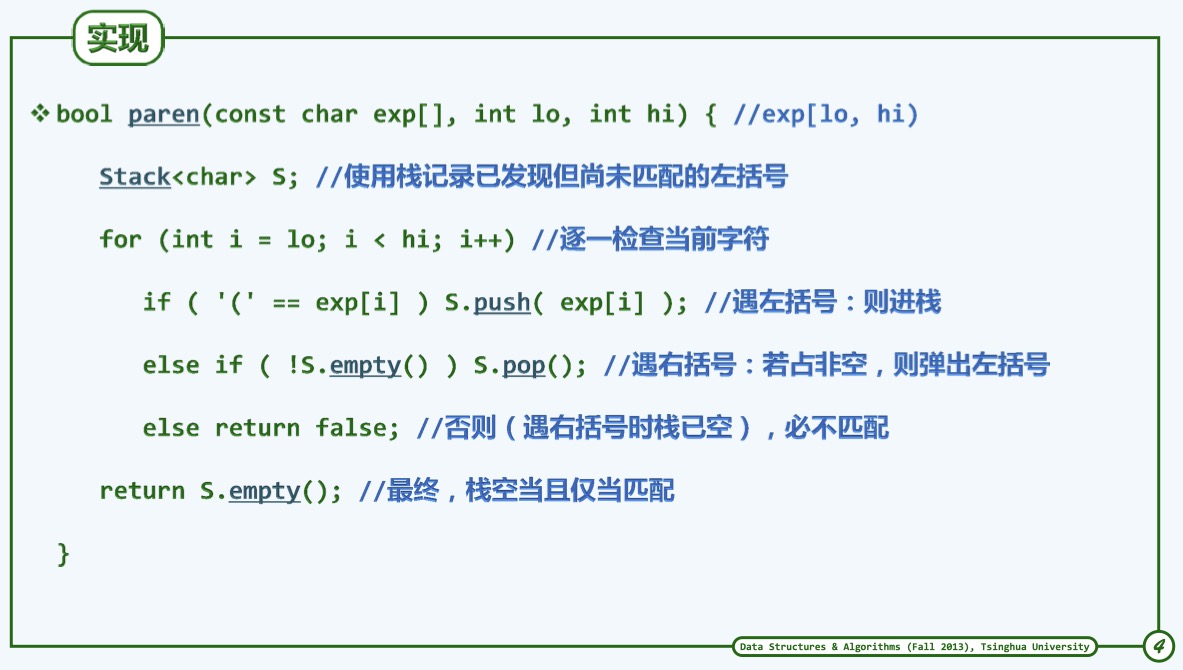 实现
❖bool paren(const char exp[], int lo, int hi) { //exp[lo, hi)
Stack<char> S; //使用栈记录已发现但尚未匹配的左括号
for (int i = lo; i < hi; i++) //逐一检查当前字符
if ( '(' == exp[i] ) S.push( exp[i] ); //遇左括号：则进栈
else if ( !S.empty() ) S.pop(); //遇右括号：若占非空，则弹出左括号
else return false; //否则（遇右括号时栈已空），必不匹配
return S.empty(); //最终，栈空当且仅当匹配
}
Data Structures & Algorithms (Fall 2013), Tsinghua University
4